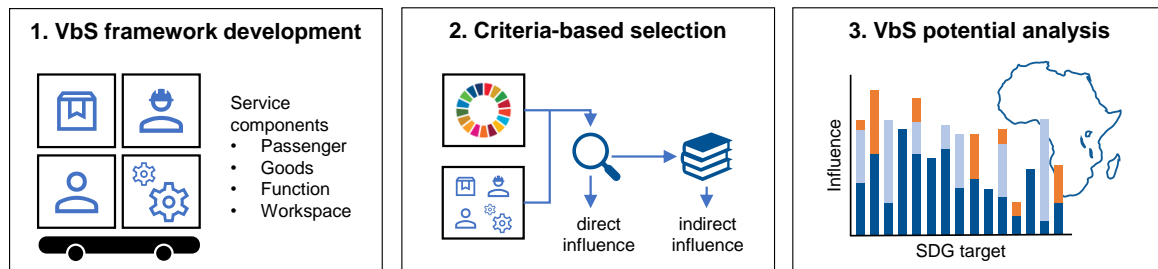 1. VbS framework development
Service
components
• Passenger
• Goods
• Function
• Workspace
2. Criteria-based selection
direct
influence
indirect
influence
3. VbS potential analysis
Influence
SDG target